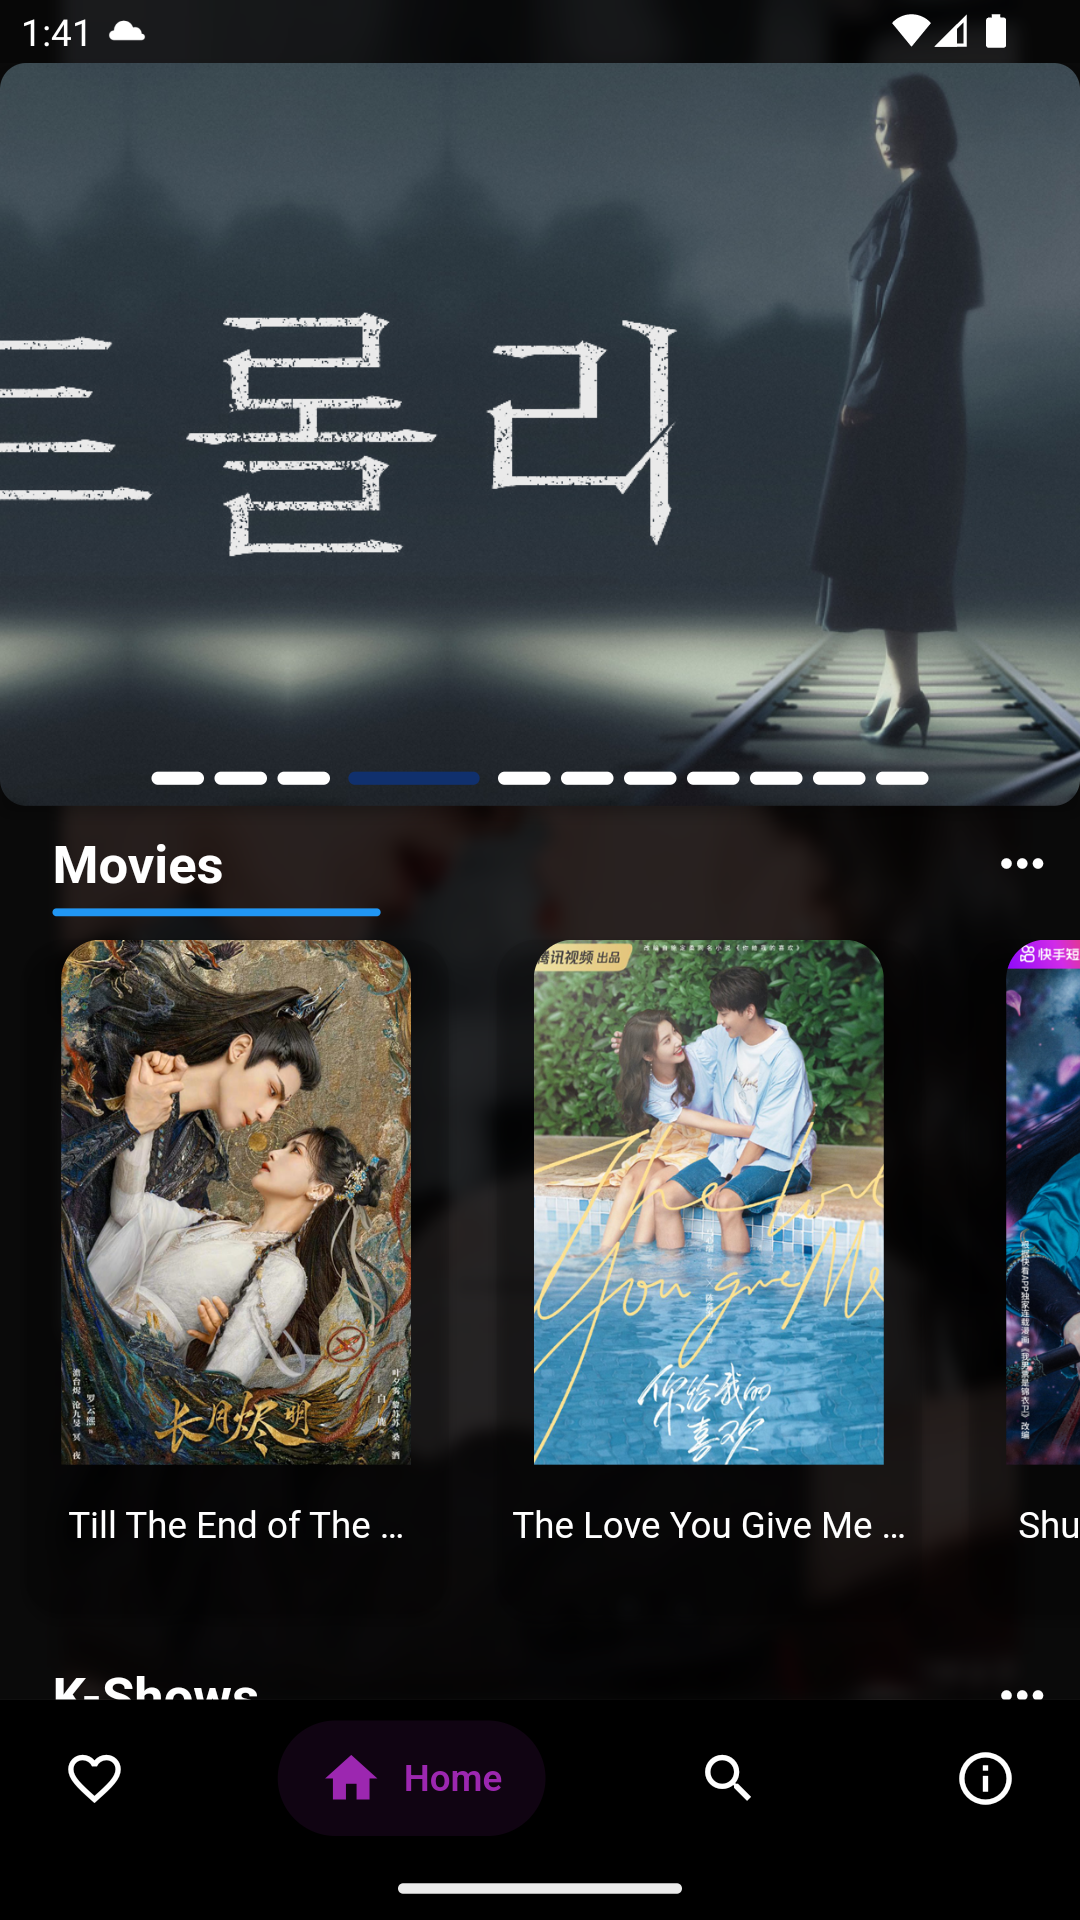 1:41
트롤리
Movies
腾讯视频 出品
快手短
The Love
You give Me
你给我的
喜欢
长月烬明
Till The End of The ...
The Love You Give Me ...
Shu
K-Shows
Home